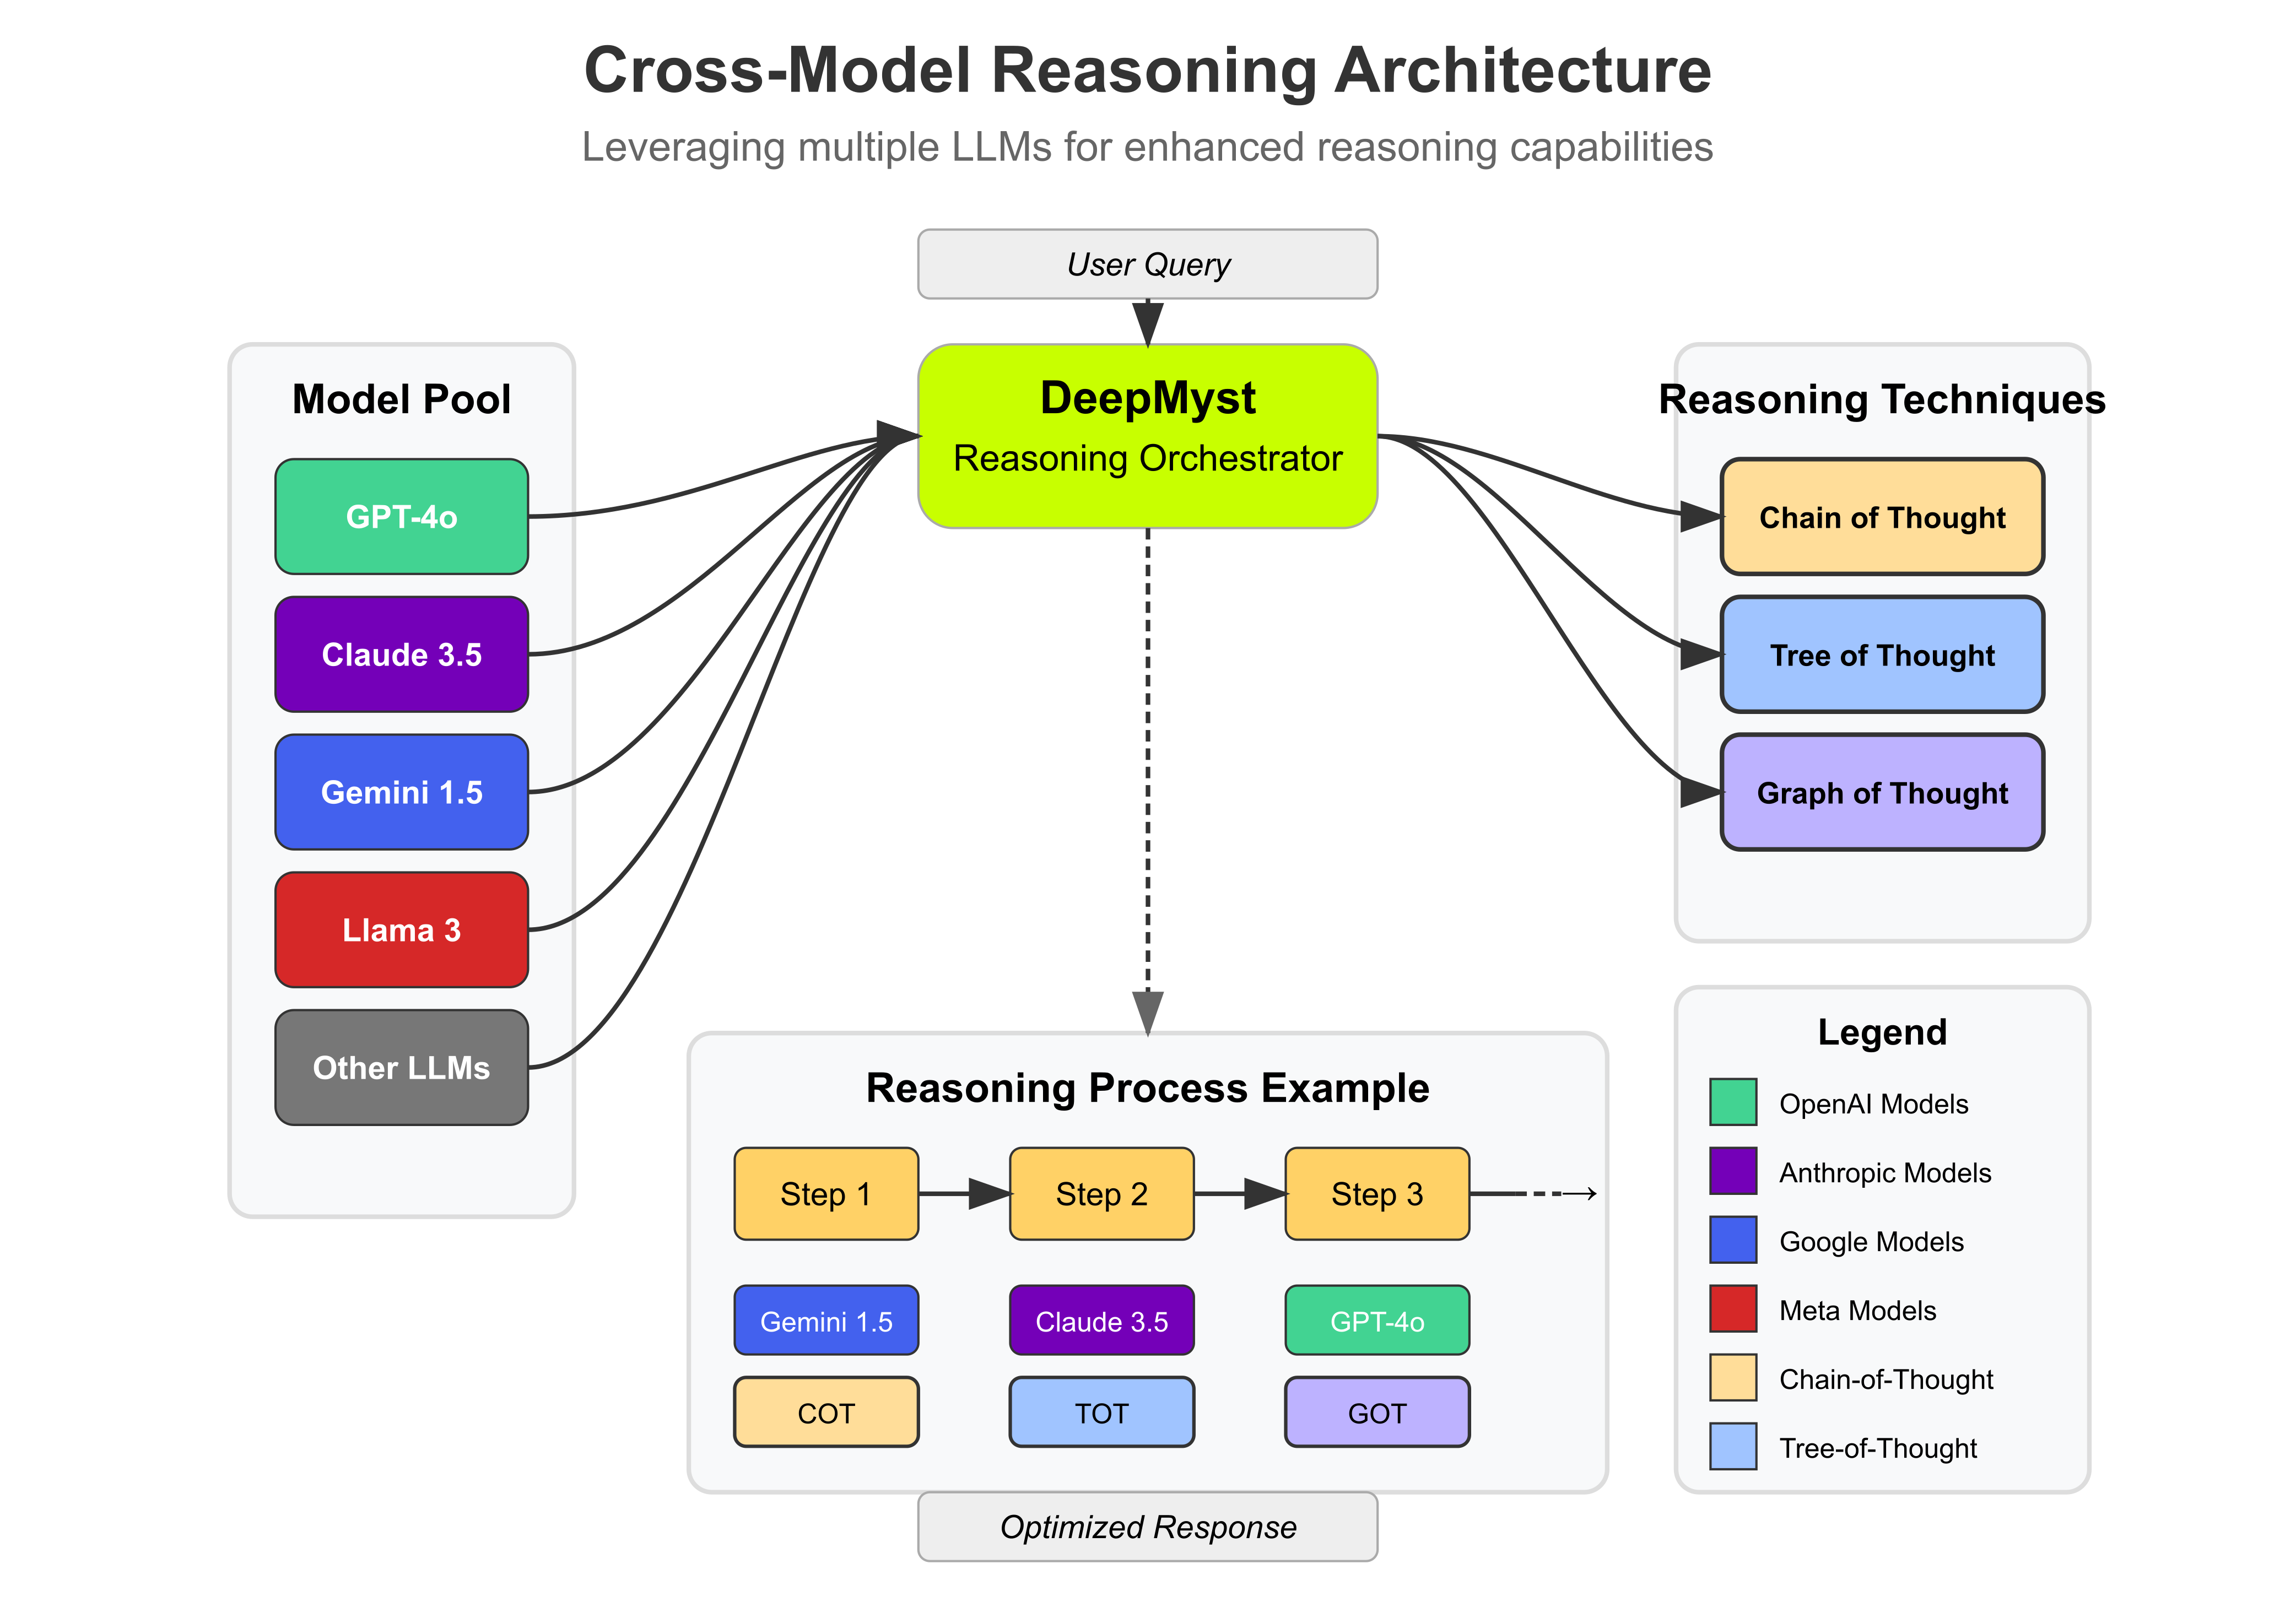 Cross-Model Reasoning Architecture
Leveraging multiple LLMs for enhanced reasoning capabilities
User Query
DeepMyst
Reasoning Orchestrator
Model Pool
GPT-4o
Claude 3.5
Gemini 1.5
Llama 3
Other LLMs
Reasoning Techniques
Chain of Thought
Tree of Thought
Graph of Thought
Reasoning Process Example
Step 1
Step 2
Step 3
→
Gemini 1.5
Claude 3.5
GPT-4o
COT
TOT
GOT
Optimized Response
Legend
OpenAI Models
Anthropic Models
Google Models
Meta Models
Chain-of-Thought
Tree-of-Thought